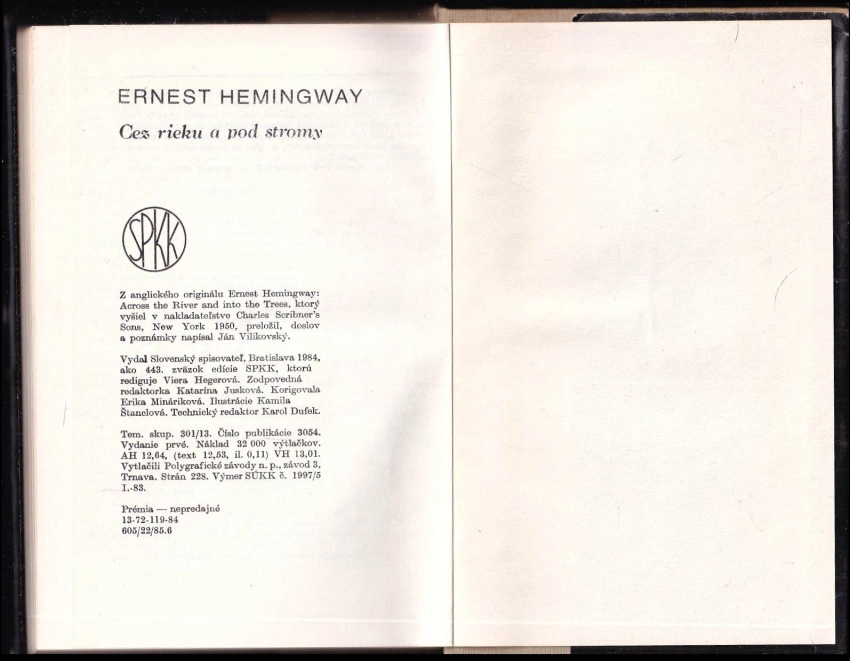 ERNEST HEMINGWAY
Cez rieku a pod stromy
SPKK
Z anglického originálu Ernest Hemingway:
Across the River and into the Trees, ktorý
vyšiel v nakladateľstve Charles Scribner's
Sons, New York 1950, preložil, doslov
a poznámky napísal Ján Vilikovský.
Vydal Slovenský spisovateľ, Bratislava 1984,
ako 443. zväzok edície SPKK, ktorú
rediguje Viera Hegerová. Zodpovedná
redaktorka Katarína Jusková. Korigovala
Erika Mináriková. Ilustrácie Kamila
Štanclová. Technický redaktor Karol Dufek.
Tem. skup. 301/13. Číslo publikácie 3054.
Vydanie prvé. Náklad 32 000 výtlačkov.
AH 12,64, (text 12,53, il. 0,11) VH 13,01.
Vytlačili Polygrafické závody n. p., závod 3,
Trnava. Strán 228. Výmer SÚKK č. 1997/5
I.-83.
Prémia — nepredajné
13-72-119-84
605/22/85.6